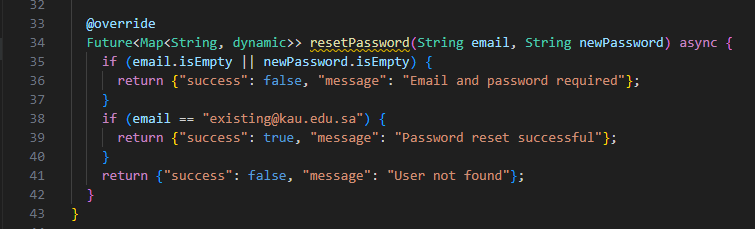 32
33 @override
34 Future<Map<String, dynamic>> resetPassword(String email, String newPassword) async {
35 if (email.isEmpty || newPassword.isEmpty) {
36 return {"success": false, "message": "Email and password required"};
37 }
38 if (email == "existing@kau.edu.sa") {
39 return {"success": true, "message": "Password reset successful"};
40 }
41 return {"success": false, "message": "User not found"};
42 }
43 }